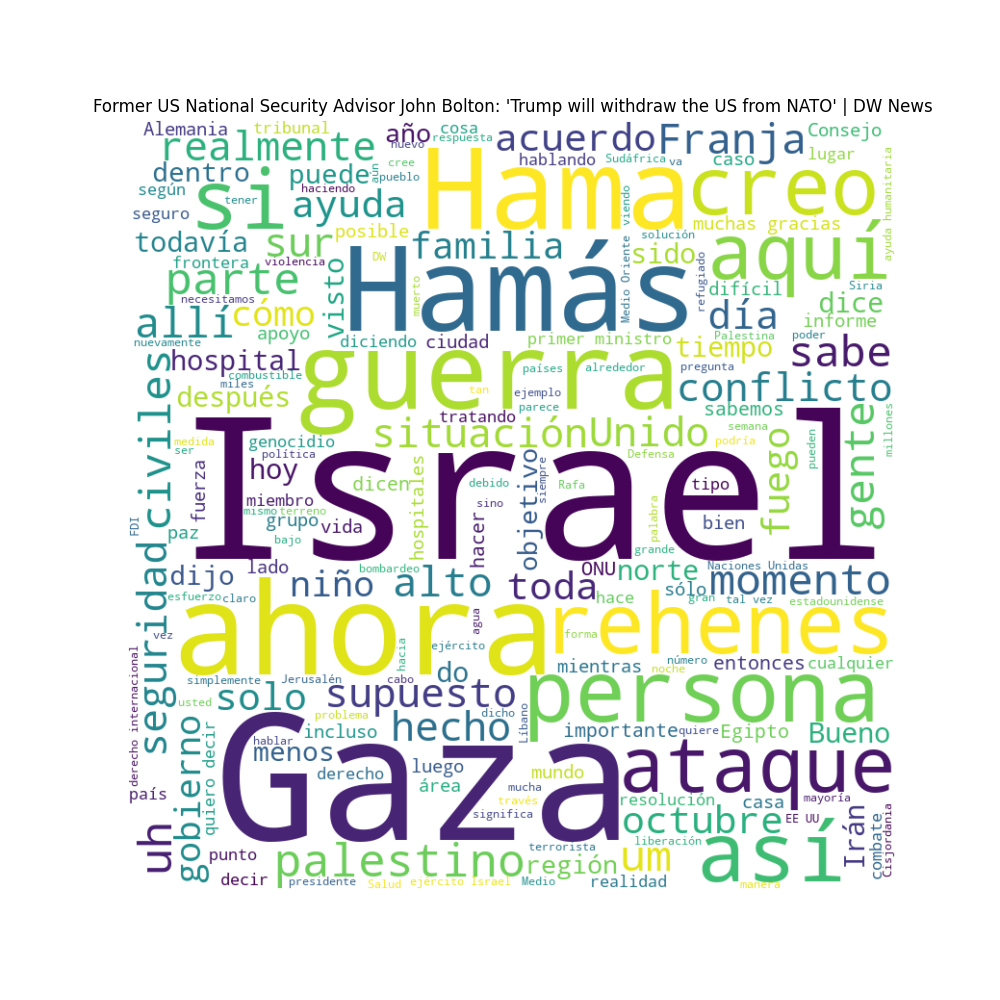 Former US National Security Advisor John Bolton: 'Trump will withdraw the US from NATO' | DW News
Alemania
tribunal
año
cosa
respuesta
nuevo
acuerdo
Franja
Consejo
realmente
Hama
hablando
Sudáfrica
va
caso
lugar
dentro
puede
aún
cree
apueblo
según
si
haciendo
tener
creo
seguro
ayuda
viendo
muchas gracias
ayuda humanitaria
todavía
sur
posible
familia
solución
sido
aquí
frontera
violencia
DW
Hamás
Medio Oriente
refugiado
difícil
Siria
parte
visto
muerto
dice
necesitamos
cómo
día
informe
allí
apoyo
nuevamente
diciendo
ciudad
primer ministro
Palestina
poder
tiempo
sabe
hospital
guerra
países
alrededor
pregunta
combustible
miles
tan
ejemplo
conflicto
después
parece
sabemos
civiles
tratando
situación
Unido
semana
podría
gente
millones
medida
ser
genocidio
política
Israel
Defensa
fuego
pueden
hoy
dicen
hospitales
debido
objetivo
siempre
Rafa
tipo
fuerza
miembro
sino
palabra
FDI
mismo
terreno
grupo
vida
hacer
bien
paz
bajo
grande
seguridad
dijo
lado
bombardeo
ONU
norte
Naciones Unidas
momento
niño
alto
toda
sólo
esfuerzo
claro
hace
gran
tal vez
estadounidense
ahora
agua
rehenes
vez
hacia
ejército
forma
derecho internacional
mientras
noche
número
entonces
cualquier
simplemente
Jerusalén
cabo
do
usted
solo
supuesto
persona
problema
dicho
Líbano
gobierno
quiero decir
incluso
hecho
importante
quiere
Egipto
Bueno
Gaza
hablar
menos
derecho
luego
área
mucha
mundo
ataque
país
través
significa
resolución
casa
mayoría
uh
octubre
EE UU
Irán
combate
Cisjordania
punto
terrorista
liberación
palestino
región
um
así
decir
presidente
Salud
ejercito Israel
Medio
realidad
manera